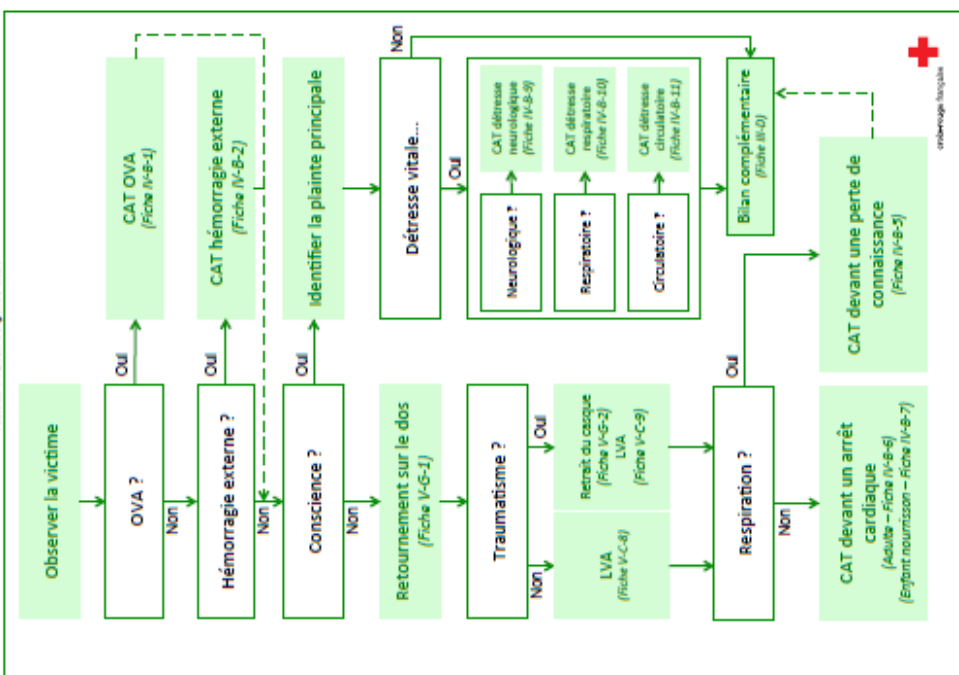 Observer la victime
OVA ?
Oui
CAT OVA
(Fiche IV-B-1)
Non
Hémorragie externe ?
Oui
CAT hémorragie externe
(Fiche IV-B-2)
Non
Conscience ?
Oui
Identifier la plainte principale
Non
Retournement sur le dos
(Fiche V-G-1)
Traumatisme ?
Non
Oui
LVA
(Fiche V-C-8)
Retrait du casque
(Fiche V-G-2)
LVA
(Fiche V-C-9)
Respiration ?
Oui
Non
CAT devant un arrêt
cardiaque
(Adulte – Fiche IV-B-6)
(Enfant nourrisson – Fiche IV-B-7)
CAT devant une perte de
connaissance
(Fiche IV-B-5)
Détresse vitale...
Non
Oui
Neurologique ?
CAT détresse
neurologique
(Fiche IV-B-9)
Respiratoire ?
CAT détresse
respiratoire
(Fiche IV-B-10)
Circulatoire ?
CAT détresse
circulatoire
(Fiche IV-B-11)
Bilan complémentaire
(Fiche III-D)
croix-rouge française